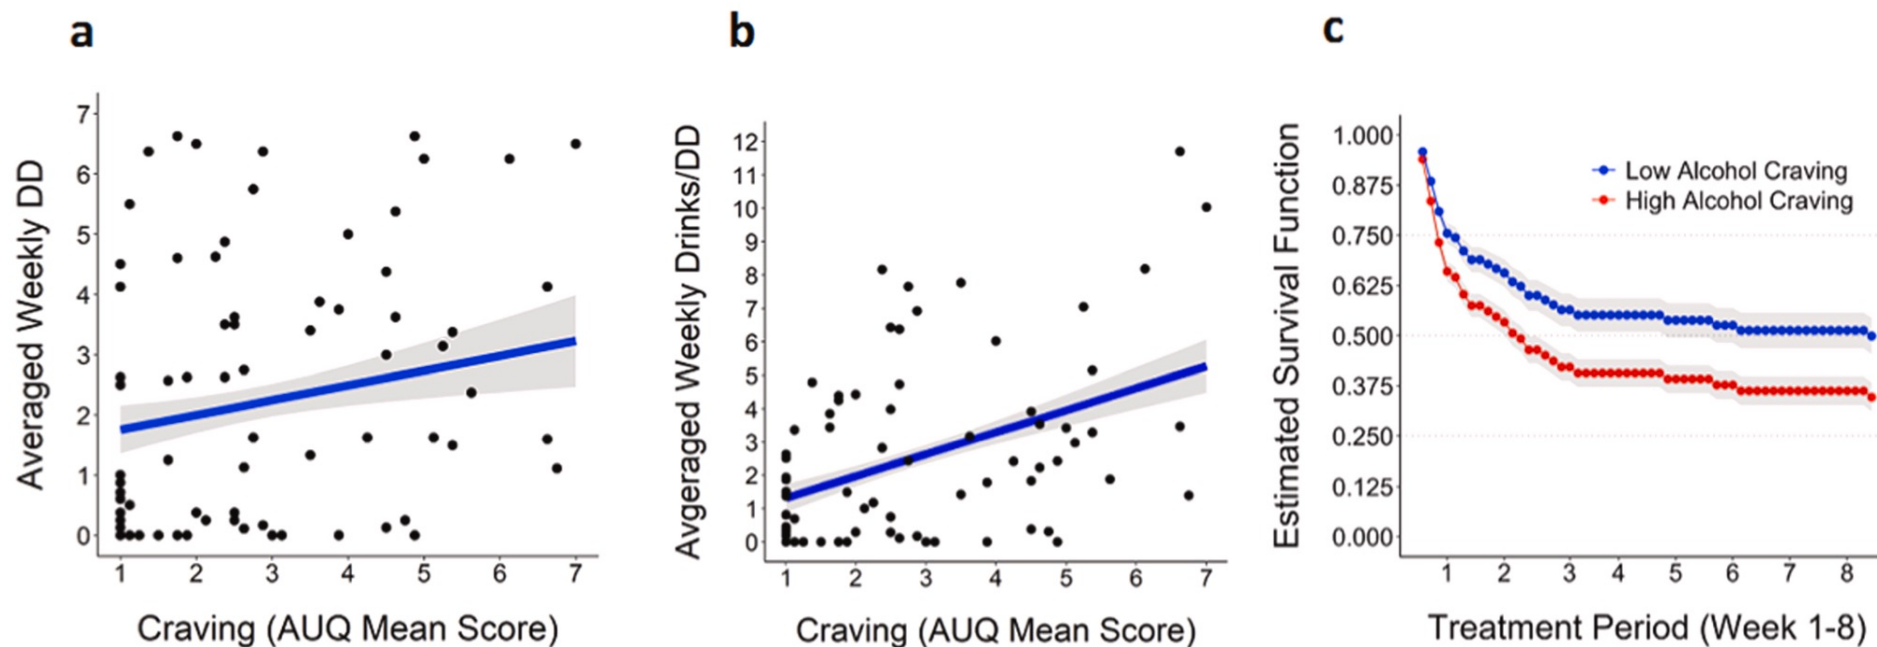 a
b
c
Averaged Weekly DD
7
6
5
4
3
2
1
0
1 2 3 4 5 6 7
Craving (AUQ Mean Score)
Avgeraged Weekly Drinks/DD
12
11
10
9
8
7
6
5
4
3
2
1
0
1 2 3 4 5 6 7
Craving (AUQ Mean Score)
Estimated Survival Function
1.000
0.875
0.750
0.625
0.500
0.375
0.250
0.125
0.000
Low Alcohol Craving
High Alcohol Craving
1 2 3 4 5 6 7 8
Treatment Period (Week 1-8)